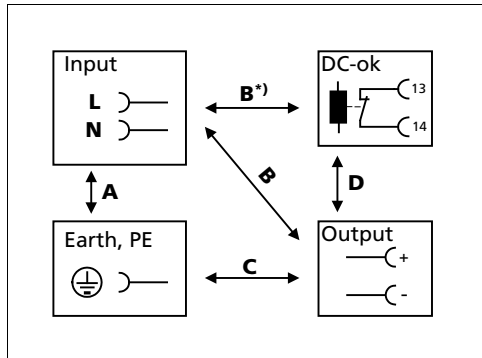 Input
L
N
B*)
DC-ok
13
14
A
B
D
Earth, PE
C
Output
+
-